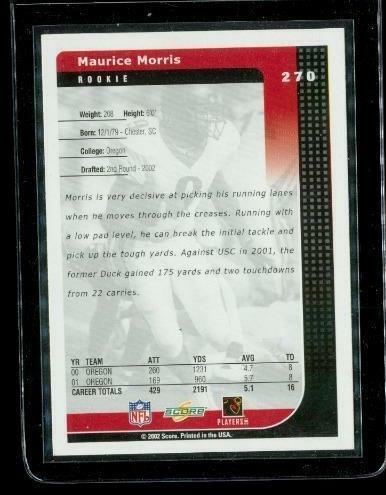 Maurice Morris
ROOKIE
270
Weight: 208 Height: 6'0"
Born: 12/1/79 - Chester, SC
College: Oregon
Drafted: 2nd Round - 2002
Morris is very decisive at picking his running lanes
when he moves through the creases. Running with
a low pad level, he can break the initial tackle and
pick up the tough yards. Against USC in 2001, the
former Duck gained 175 yards and two touchdowns
from 22 carries.
YR TEAM ATT YDS AVG TD
00 OREGON 260 1231 4.7 8
01 OREGON 169 960 5.7 8
CAREER TOTALS 429 2191 5.1 16
NFL
SCORE
PLAYERS INC
© 2002 Score. Printed in the USA.